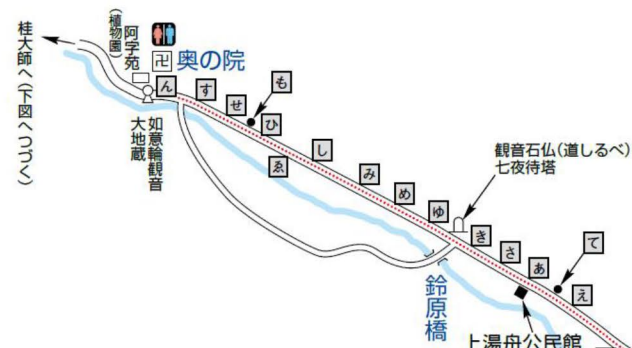 桂大師へ(下図へつづく)
阿字苑
(植物園)
卍 奥の院
如意輪観音
大地蔵
ん
す
せ
も
ひ
ゑ
し
み
め
ゆ
観音石仏(道しるべ)
七夜待塔
き
さ
あ
て
え
鈴原橋
上湯舟公民館